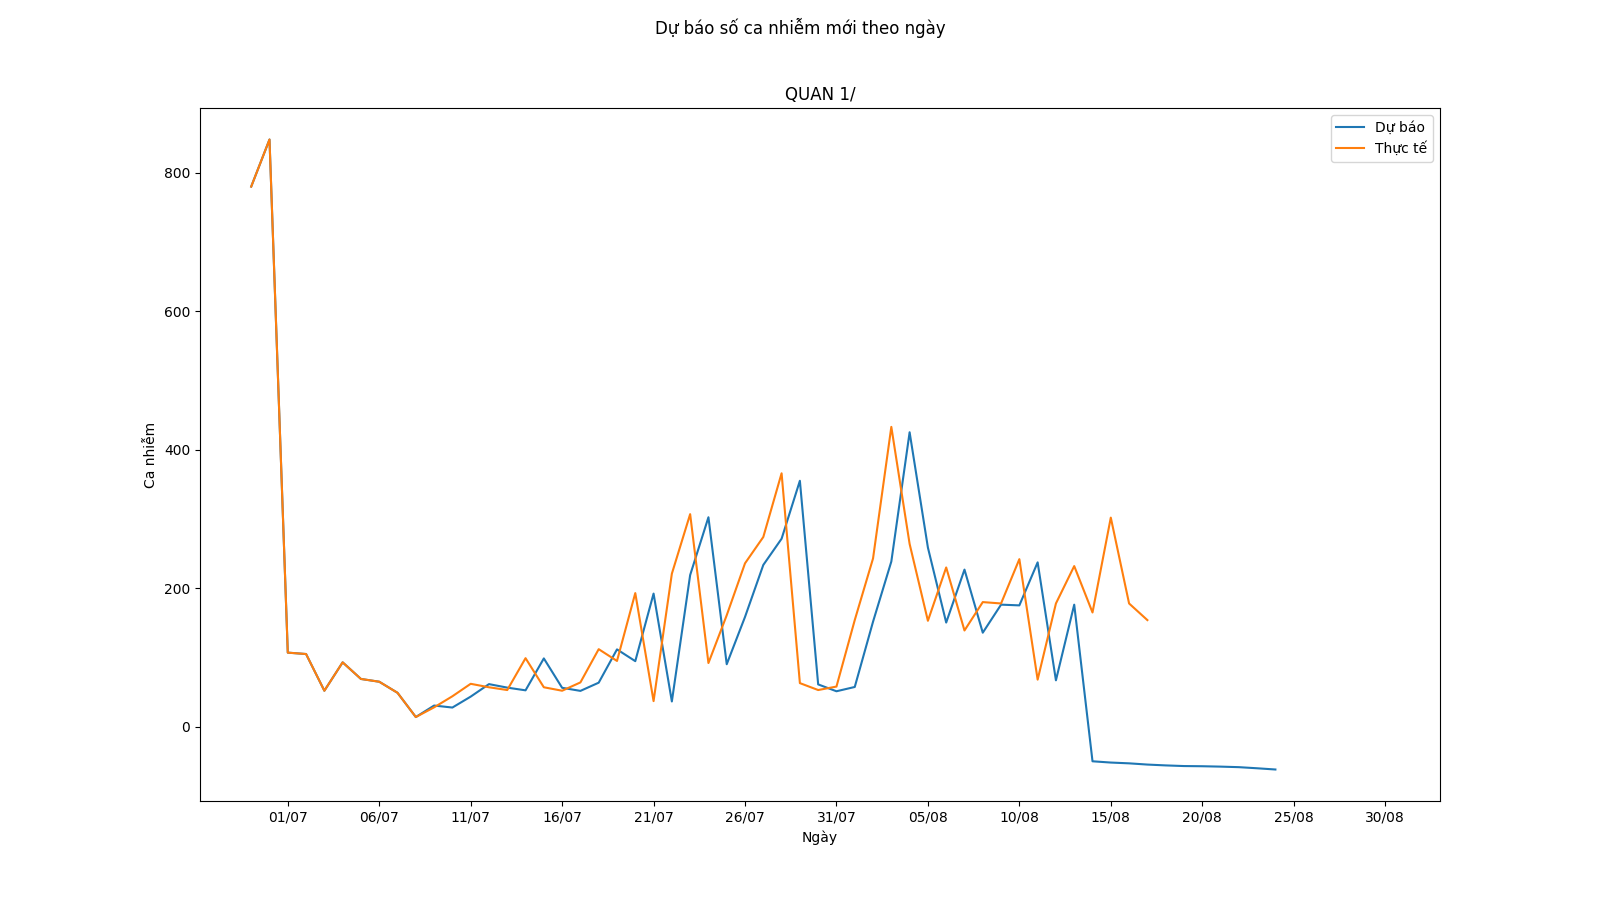 Dự báo số ca nhiễm mới theo ngày
QUAN 1/
Dự báo
Thực tế
800
600
400
200
0
Ca nhiễm
01/07 06/07 11/07 16/07 21/07 26/07 31/07 05/08 10/08 15/08 20/08 25/08 30/08
Ngày